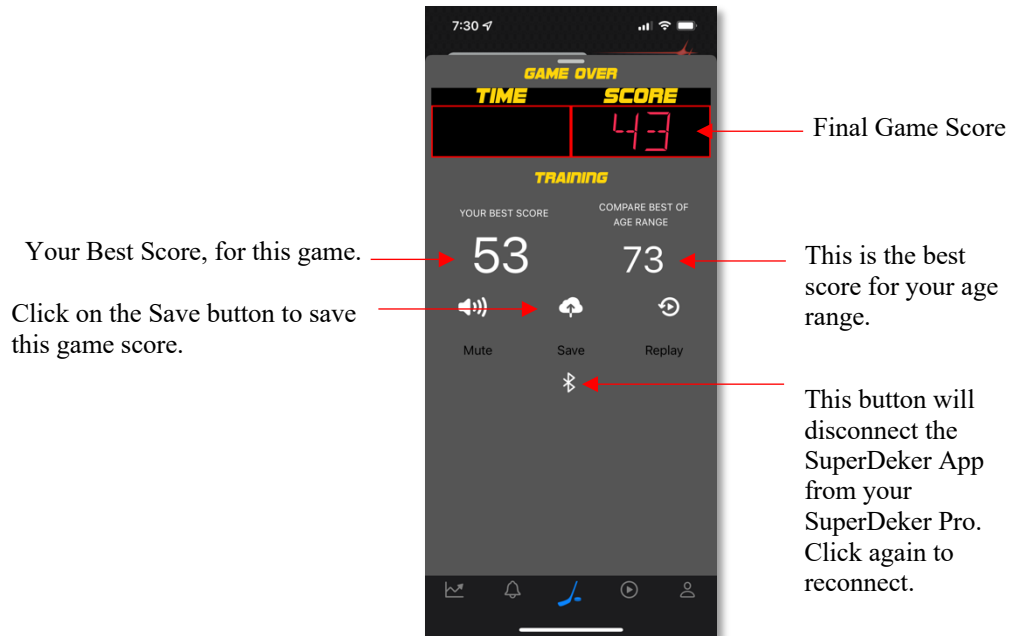 7:30
GAME OVER
TIME SCORE
43
Final Game Score
TRAINING
YOUR BEST SCORE
COMPARE BEST OF
AGE RANGE
53
73
Your Best Score, for this game.
This is the best
score for your age
range.
Click on the Save button to save
this game score.
Mute Save Replay
This button will
disconnect the
SuperDeker App
from your
SuperDeker Pro.
Click again to
reconnect.